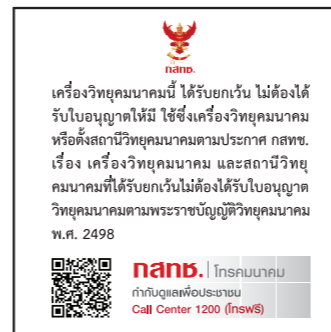 กสทช.
เครื่องวิทยุคมนาคมนี้ ได้รับยกเว้น ไม่ต้องได้
รับใบอนุญาตให้มี ใช้ซึ่งเครื่องวิทยุคมนาคม
หรือตั้งสถานีวิทยุคมนาคมตามประกาศ กสทช.
เรื่อง เครื่องวิทยุคมนาคม และสถานีวิทยุ
คมนาคมที่ได้รับยกเว้นไม่ต้องได้รับใบอนุญาต
วิทยุคมนาคมตามพระราชบัญญัติวิทยุคมนาคม
พ.ศ. 2498
กสทช. | โทรคมนาคม
กำกับดูแลเพื่อประชาชน
Call Center 1200 (โทรฟรี)